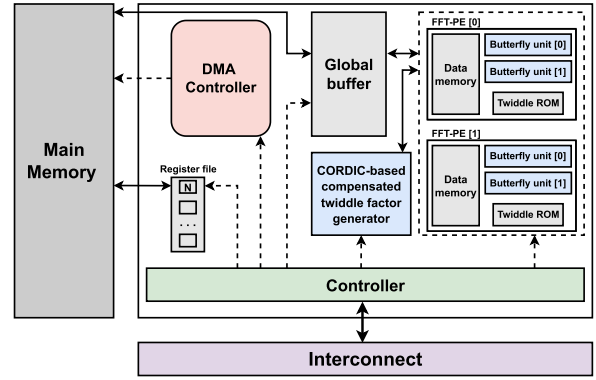 Main
Memory
DMA
Controller
Register file
N
...
Global
buffer
CORDIC-based
compensated
twiddle factor
generator
FFT-PE [0]
Data
memory
Butterfly unit [0]
Butterfly unit [1]
Twiddle ROM
FFT-PE [1]
Data
memory
Butterfly unit [0]
Butterfly unit [1]
Twiddle ROM
Controller
Interconnect